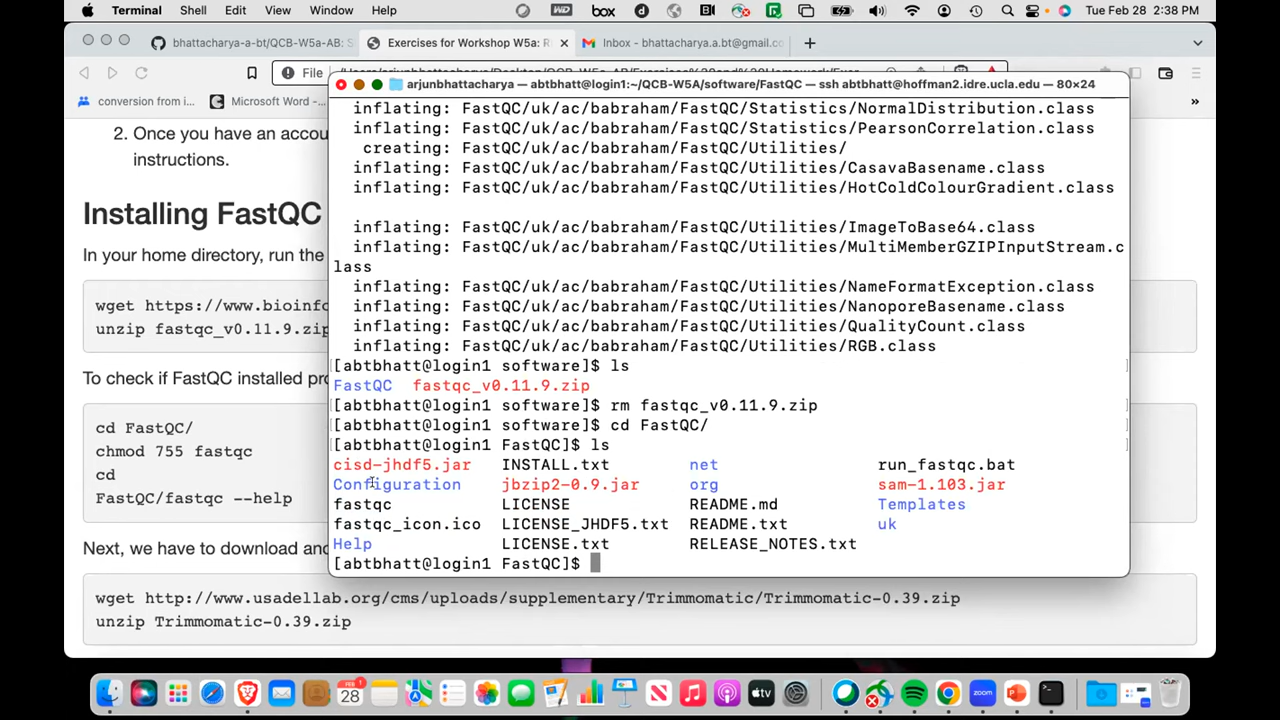 Terminal Shell Edit View Window Help WD box Tue Feb 28 2:38 PM
bhattacharya-a-bt/QCB-W5a-AB: S Exercises for Workshop W5a: R Inbox - bhattacharya.a.bt@gmail.co
File
arjunbhattacharya — abtbhatt@login1:~/QCB-W5A/software/FastQC — ssh abtbhatt@hoffman2.idre.ucla.edu — 80×24
conversion from i... Microsoft Word -...
»
2. Once you have an accou
instructions.
Installing FastQC
In your home directory, run the
wget https://www.bioinfo
unzip fastqc_v0.11.9.zip
To check if FastQC installed pro
cd FastQC/
chmod 755 fastqc
cd
FastQC/fastqc --help
Next, we have to download and
wget http://www.usadellab.org/cms/uploads/supplementary/Trimmomatic/Trimmomatic-0.39.zip
unzip Trimmomatic-0.39.zip
inflating: FastQC/uk/ac/babraham/FastQC/Statistics/NormalDistribution.class
inflating: FastQC/uk/ac/babraham/FastQC/Statistics/PearsonCorrelation.class
creating: FastQC/uk/ac/babraham/FastQC/Utilities/
inflating: FastQC/uk/ac/babraham/FastQC/Utilities/CasavaBasename.class
inflating: FastQC/uk/ac/babraham/FastQC/Utilities/HotColdColourGradient.class
inflating: FastQC/uk/ac/babraham/FastQC/Utilities/ImageToBase64.class
inflating: FastQC/uk/ac/babraham/FastQC/Utilities/MultiMemberGZIPInputStream.c
lass
inflating: FastQC/uk/ac/babraham/FastQC/Utilities/NameFormatException.class
inflating: FastQC/uk/ac/babraham/FastQC/Utilities/NanoporeBasename.class
inflating: FastQC/uk/ac/babraham/FastQC/Utilities/QualityCount.class
inflating: FastQC/uk/ac/babraham/FastQC/Utilities/RGB.class
[abtbhatt@login1 software]$ ls
FastQC fastqc_v0.11.9.zip
[abtbhatt@login1 software]$ rm fastqc_v0.11.9.zip
[abtbhatt@login1 software]$ cd FastQC/
[abtbhatt@login1 FastQC]$ ls
cisd-jhdf5.jar INSTALL.txt net run_fastqc.bat
Configuration jbzip2-0.9.jar org sam-1.103.jar
fastqc LICENSE README.md Templates
fastqc_icon.ico LICENSE_JHDF5.txt README.txt uk
Help LICENSE.txt RELEASE_NOTES.txt
[abtbhatt@login1 FastQC]$
FEB
28
tv
zoom